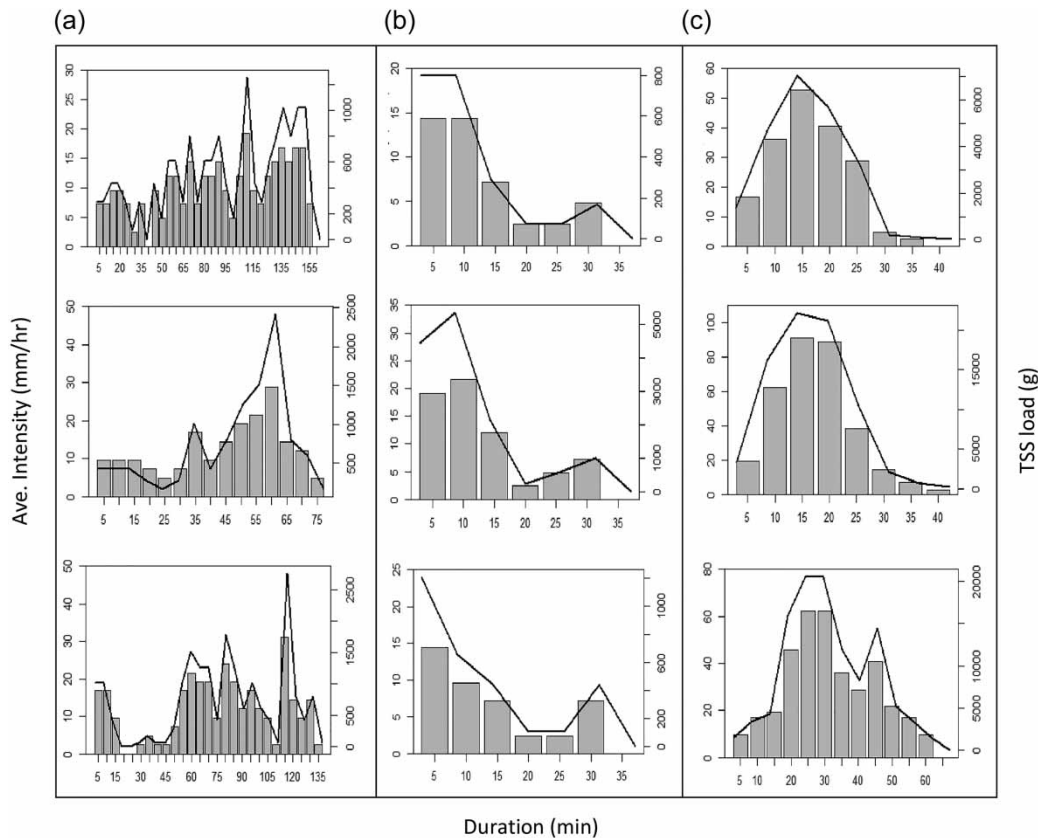 (a) (b) (c)
Ave. Intensity (mm/hr)
TSS load (g)
0 5 10 15 20 25 30
0 200 400 600 1000
5 20 35 50 65 80 95 115 135 155
0 5 10 15 20
0 200 400 600 800
5 10 15 20 25 30 35
0 10 20 30 40 50 60
0 2000 4000 6000
5 10 15 20 25 30 35 40
0 10 20 30 40 50
500 1000 1500 2000 2500
5 15 25 35 45 55 65 75
0 5 10 15 20 25 30 35
0 1000 3000 5000
5 10 15 20 25 30 35
0 20 40 60 80 100
0 5000 15000
5 10 15 20 25 30 35 40
0 10 20 30 40 50
0 500 1500 2500
5 15 30 45 60 75 90 105 120 135
0 5 10 15 20 25
0 200 600 1000
5 10 15 20 25 30 35
0 20 40 60 80
0 5000 10000 20000
5 10 20 30 40 50 60
Duration (min)